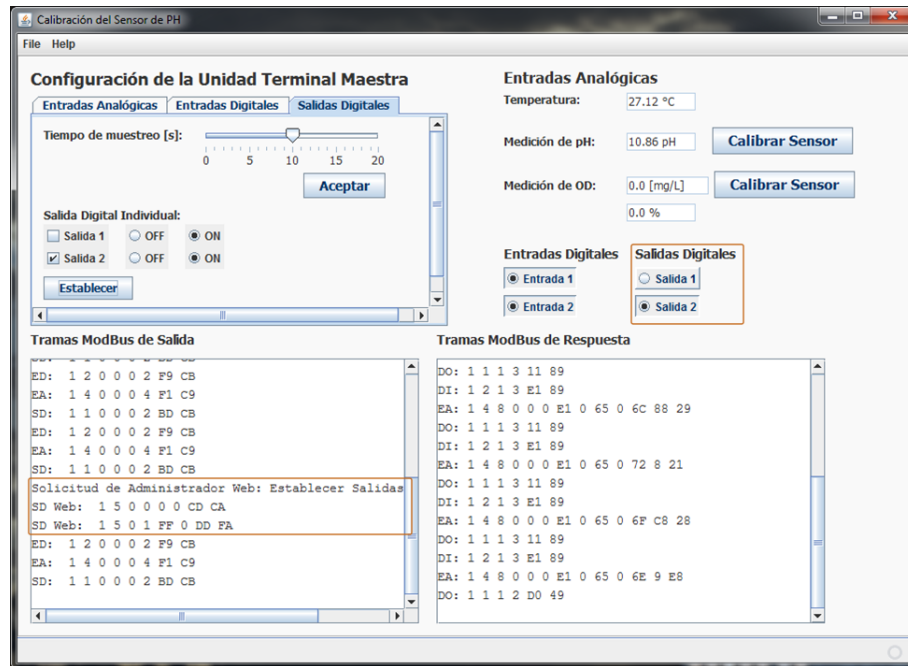 Calibración del Sensor de PH
File Help
Configuración de la Unidad Terminal Maestra
Entradas Analógicas Entradas Digitales Salidas Digitales
Tiempo de muestreo [s]:
0 5 10 15 20
Aceptar
Salida Digital Individual:
Salida 1 OFF ON
Salida 2 OFF ON
Establecer
Entradas Analógicas
Temperatura: 27.12 °C
Medición de pH: 10.86 pH Calibrar Sensor
Medición de OD: 0.0 [mg/L] Calibrar Sensor
0.0 %
Entradas Digitales Salidas Digitales
Entrada 1 Salida 1
Entrada 2 Salida 2
Tramas ModBus de Salida
ED: 1 2 0 0 0 2 F9 CB
EA: 1 4 0 0 0 4 F1 C9
SD: 1 1 0 0 0 2 BD CB
ED: 1 2 0 0 0 2 F9 CB
EA: 1 4 0 0 0 4 F1 C9
SD: 1 1 0 0 0 2 BD CB
Solicitud de Administrador Web: Establecer Salidas
SD Web: 1 5 0 0 0 0 CD CA
SD Web: 1 5 0 1 FF 0 DD FA
ED: 1 2 0 0 0 2 F9 CB
EA: 1 4 0 0 0 4 F1 C9
SD: 1 1 0 0 0 2 BD CB
Tramas ModBus de Respuesta
DO: 1 1 1 3 11 89
DI: 1 2 1 3 E1 89
EA: 1 4 8 0 0 0 E1 0 65 0 6C 88 29
DO: 1 1 1 3 11 89
DI: 1 2 1 3 E1 89
EA: 1 4 8 0 0 0 E1 0 65 0 72 8 21
DO: 1 1 1 3 11 89
DI: 1 2 1 3 E1 89
EA: 1 4 8 0 0 0 E1 0 65 0 6F C8 28
DO: 1 1 1 3 11 89
DI: 1 2 1 3 E1 89
EA: 1 4 8 0 0 0 E1 0 65 0 6E 9 E8
DO: 1 1 1 2 D0 49